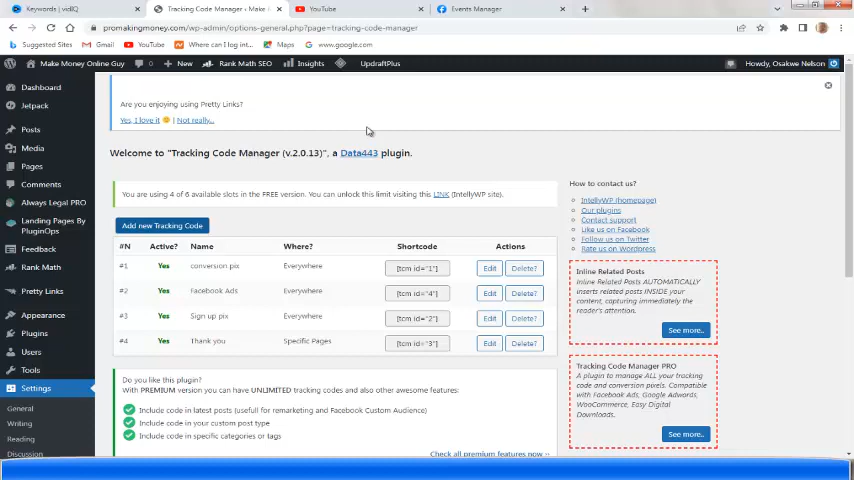 Keywords | vidIQ
Tracking Code Manager ‹ Make M
YouTube
Events Manager
promakingmoney.com/wp-admin/options-general.php?page=tracking-code-manager
Suggested Sites
Gmail
YouTube
Where can I log int...
Maps
www.google.com
Make Money Online Guy
0
New
Rank Math SEO
Insights
UpdraftPlus
Howdy, Osakwe Nelson
Dashboard
Jetpack
Posts
Media
Pages
Comments
Always Legal PRO
Landing Pages By
PluginOps
Feedback
Rank Math
Pretty Links
Appearance
Plugins
Users
Tools
Settings
General
Writing
Reading
Discussion
Are you enjoying using Pretty Links?
Yes, I love it | Not really...
Welcome to "Tracking Code Manager (v.2.0.13)", a Data443 plugin.
You are using 4 of 6 available slots in the FREE version. You can unlock this limit visiting this LINK (IntellyWP site).
Add new Tracking Code
#N Active? Name Where? Shortcode Actions
#1 Yes conversion pix Everywhere [tcm id="1"] Edit Delete?
#2 Yes Facebook Ads Everywhere [tcm id="4"] Edit Delete?
#3 Yes Sign up pix Everywhere [tcm id="2"] Edit Delete?
#4 Yes Thank you Specific Pages [tcm id="3"] Edit Delete?
Do you like this plugin?
With PREMIUM version you can have UNLIMITED tracking codes and also other awesome features:
Include code in latest posts (usefull for remarketing and Facebook Custom Audience)
Include code in your custom post type
Include code in specific categories or tags
Check all premium features now ››
How to contact us?
IntellyWP (homepage)
Our plugins
Contact support
Like us on Facebook
Follow us on Twitter
Rate us on Wordpress
Inline Related Posts
Inline Related Posts AUTOMATICALLY
inserts related posts INSIDE your
content, capturing immediately the
reader's attention.
See more..
Tracking Code Manager PRO
A plugin to manage ALL your tracking
code and conversion pixels. Compatible
with Facebook Ads, Google Adwords,
WooCommerce, Easy Digital
Downloads.
See more..